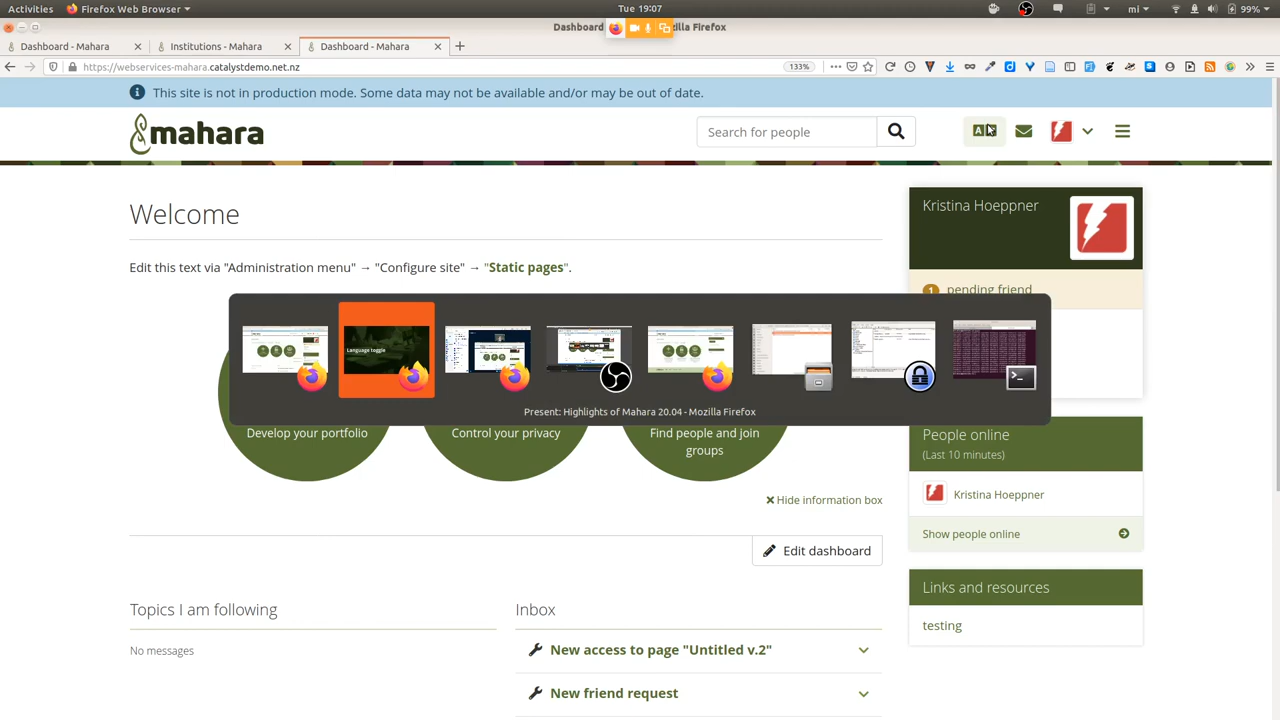 Activities
Firefox Web Browser
Tue 19:07
mi
99%
Dashboard
zilla Firefox
Dashboard - Mahara
Institutions - Mahara
Dashboard - Mahara
https://webservices-mahara.catalystdemo.net.nz
133%
This site is not in production mode. Some data may not be available and/or may be out of date.
mahara
Search for people
Welcome
Kristina Hoeppner
Edit this text via "Administration menu" → "Configure site" → "Static pages".
1 pending friend
Language toggle
Present: Highlights of Mahara 20.04 - Mozilla Firefox
Develop your portfolio
Control your privacy
Find people and join
groups
People online
(Last 10 minutes)
Kristina Hoeppner
Hide information box
Show people online
Edit dashboard
Links and resources
Topics I am following
Inbox
testing
No messages
New access to page "Untitled v.2"
New friend request